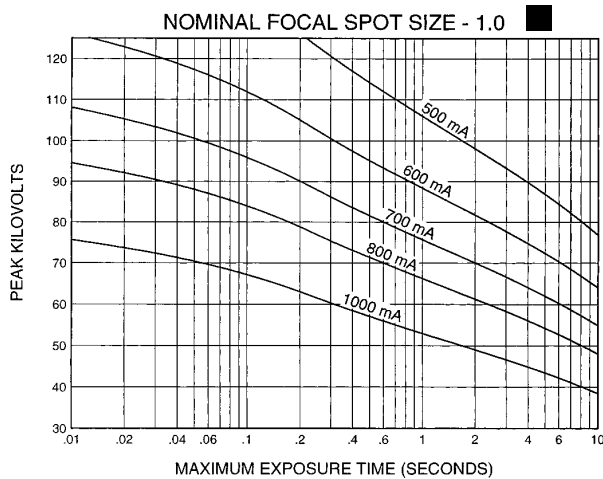 NOMINAL FOCAL SPOT SIZE - 1.0
120
110
100
90
80
70
60
50
40
30
PEAK KILOVOLTS
500 mA
600 mA
700 mA
800 mA
1000 mA
.01 .02 .04 .06 .1 .2 .4 .6 1 2 4 6 10
MAXIMUM EXPOSURE TIME (SECONDS)